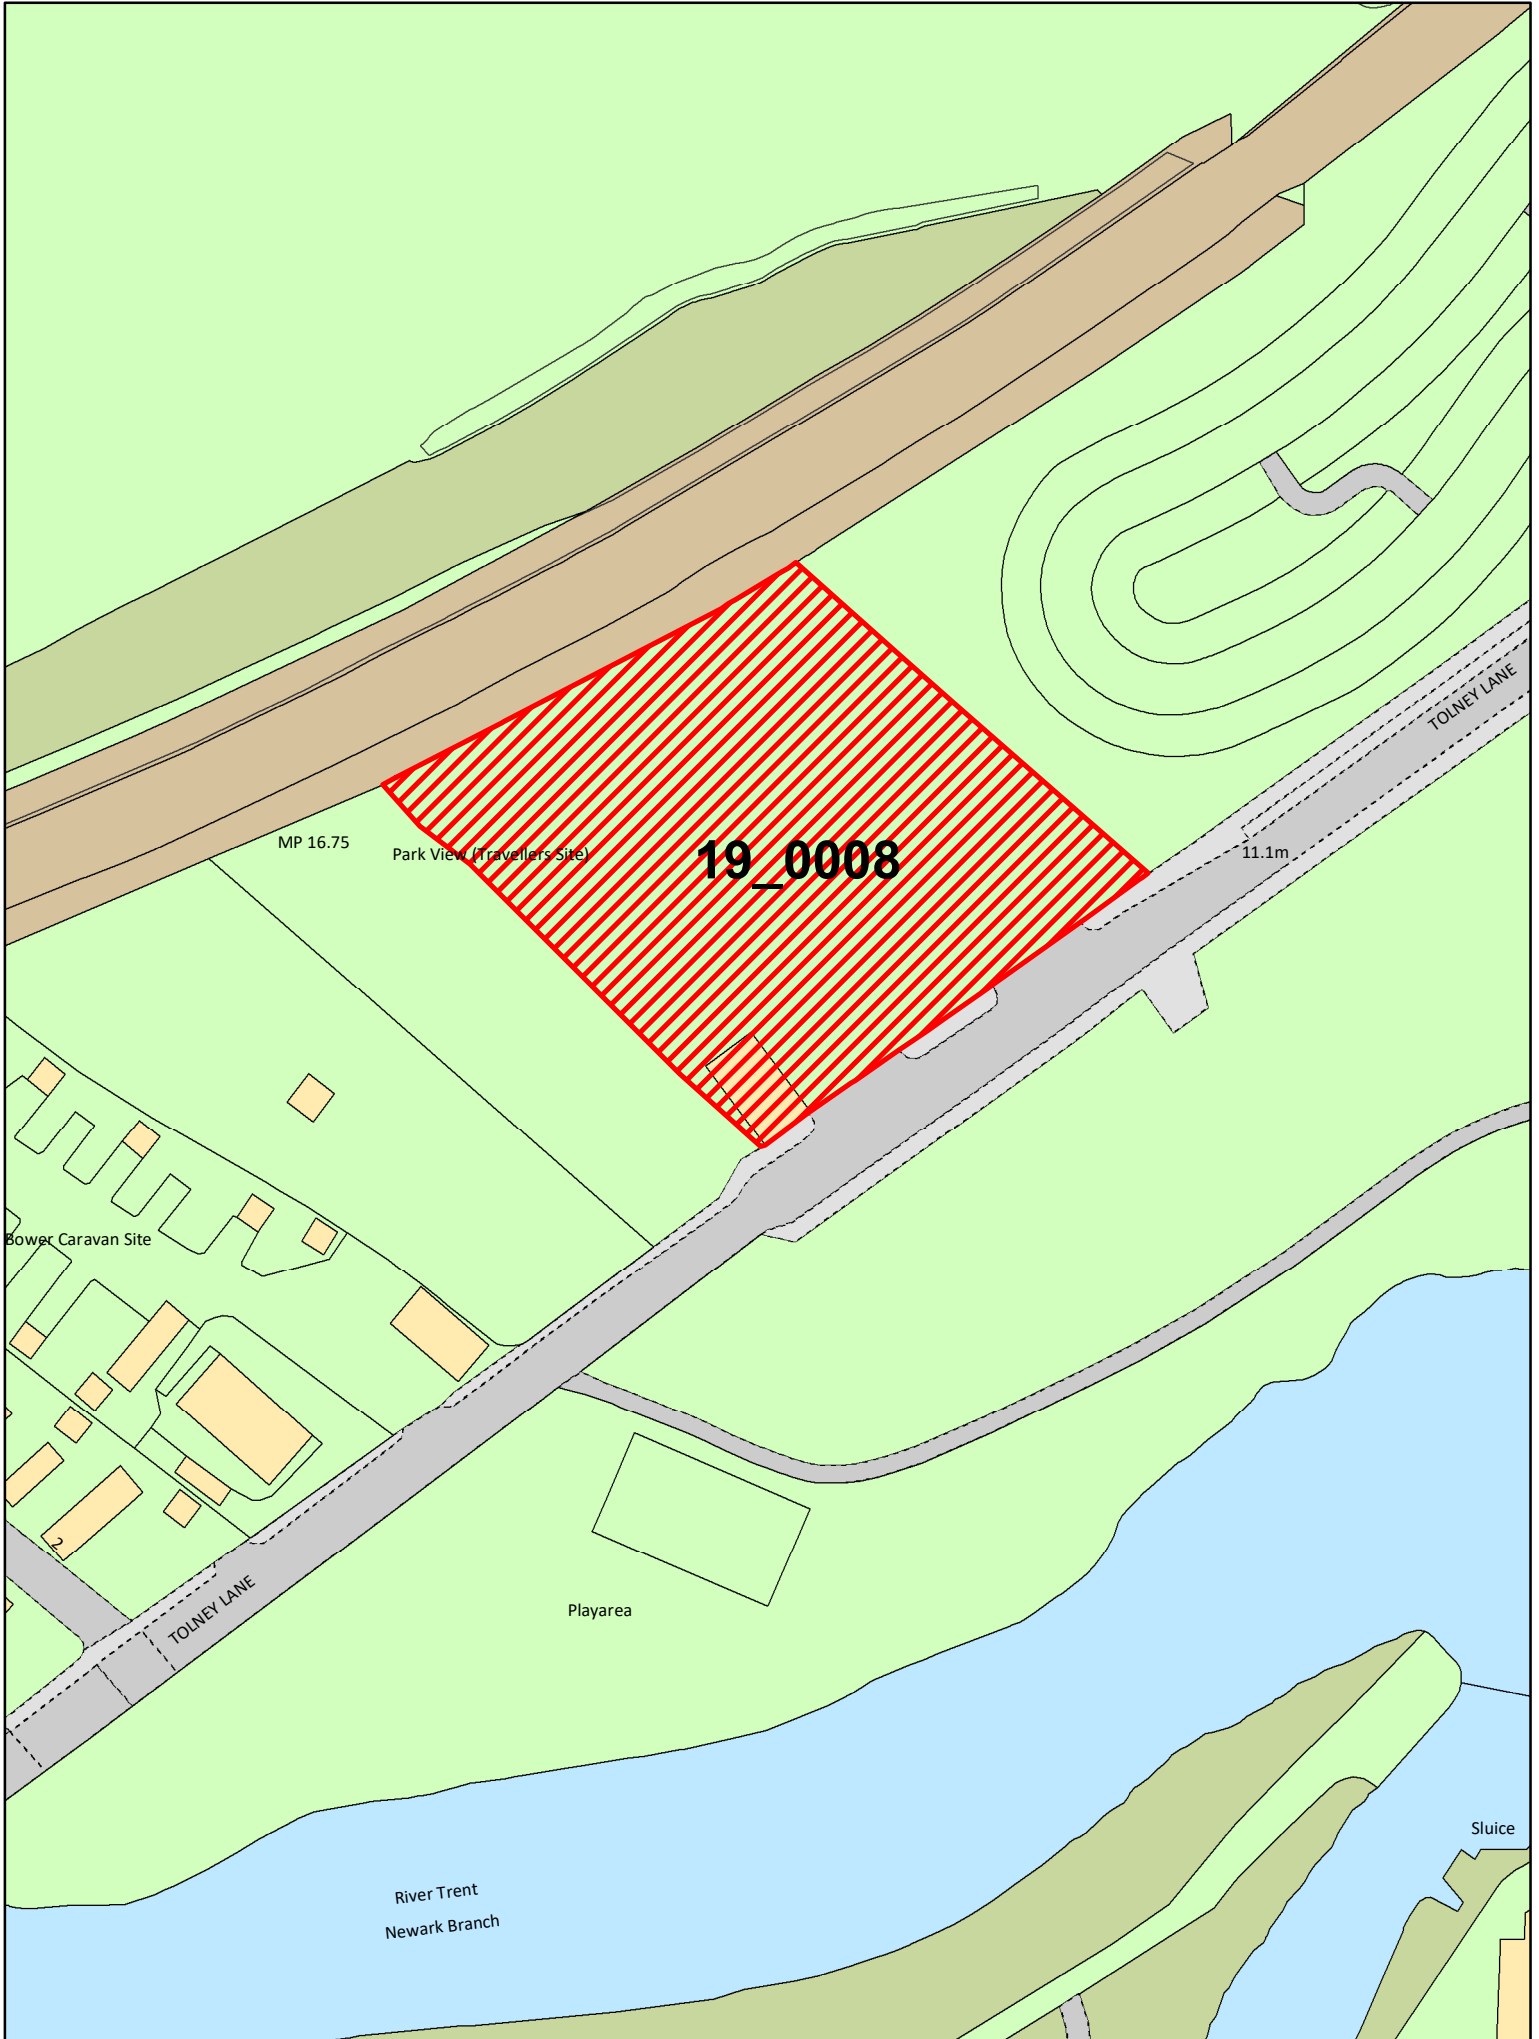 TOLNEY LANE
MP 16.75
Park View (Travellers Site)
19_0008
11.1m
Bower Caravan Site
2
TOLNEY LANE
Playarea
Sluice
River Trent
Newark Branch